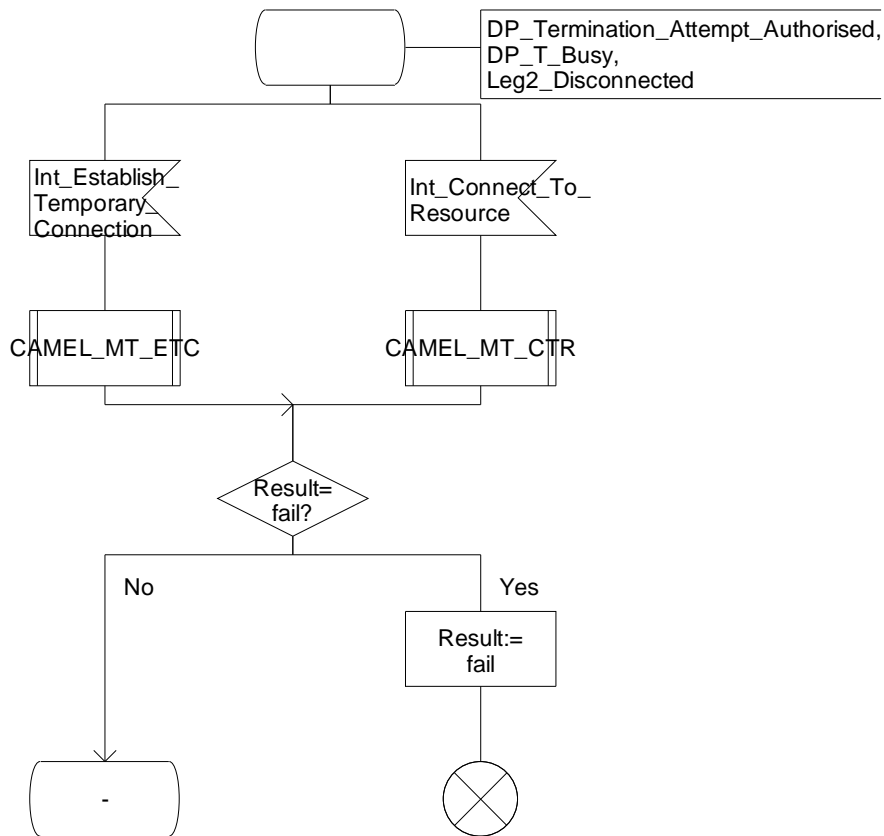 DP_Termination_Attempt_Authorised,
DP_T_Busy,
Leg2_Disconnected
Int_Establish_
Temporary_
Connection
Int_Connect_To_
Resource
CAMEL_MT_ETC
CAMEL_MT_CTR
Result=
fail?
No
Yes
Result:=
fail
-